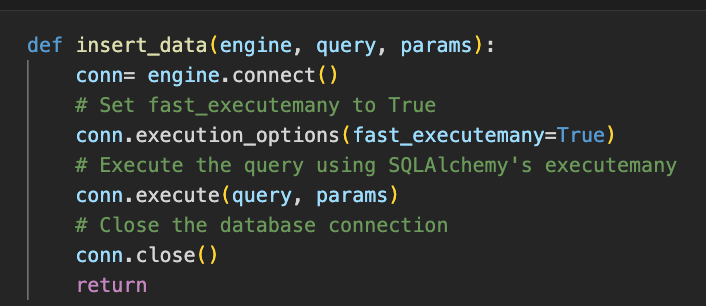 def insert_data(engine, query, params):
    conn= engine.connect()
    # Set fast_executemany to True
    conn.execution_options(fast_executemany=True)
    # Execute the query using SQLAlchemy's executemany
    conn.execute(query, params)
    # Close the database connection
    conn.close()
    return